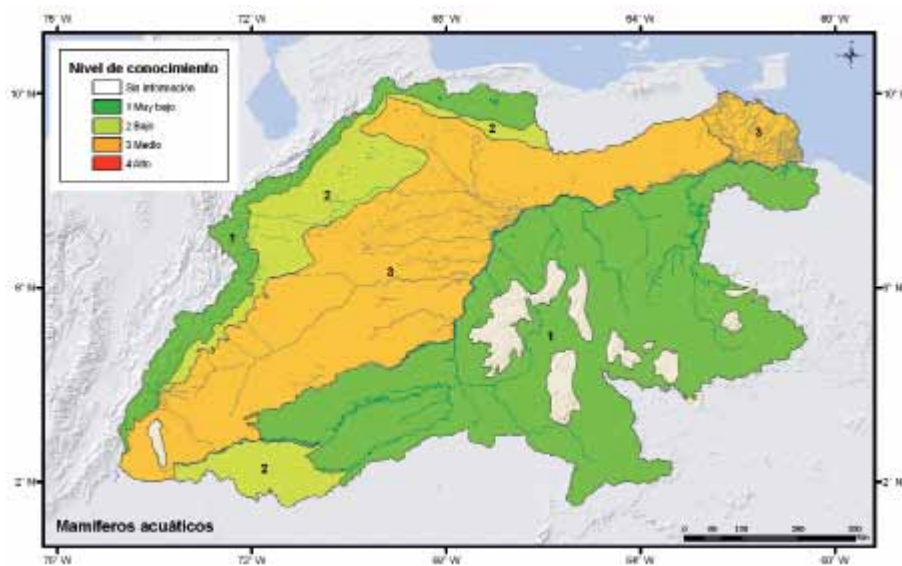 76° W 72° W 68° W 64° W 60° W
Nivel de conocimiento
Sin información
1 Muy bajo
2 Bajo
3 Medio
4 Alto
10° N 10° N
2
3
2
1
3
6° N 6° N
1
3
2
2° N 2° N
Mamíferos acuáticos
76° W 72° W 68° W 64° W 60° W